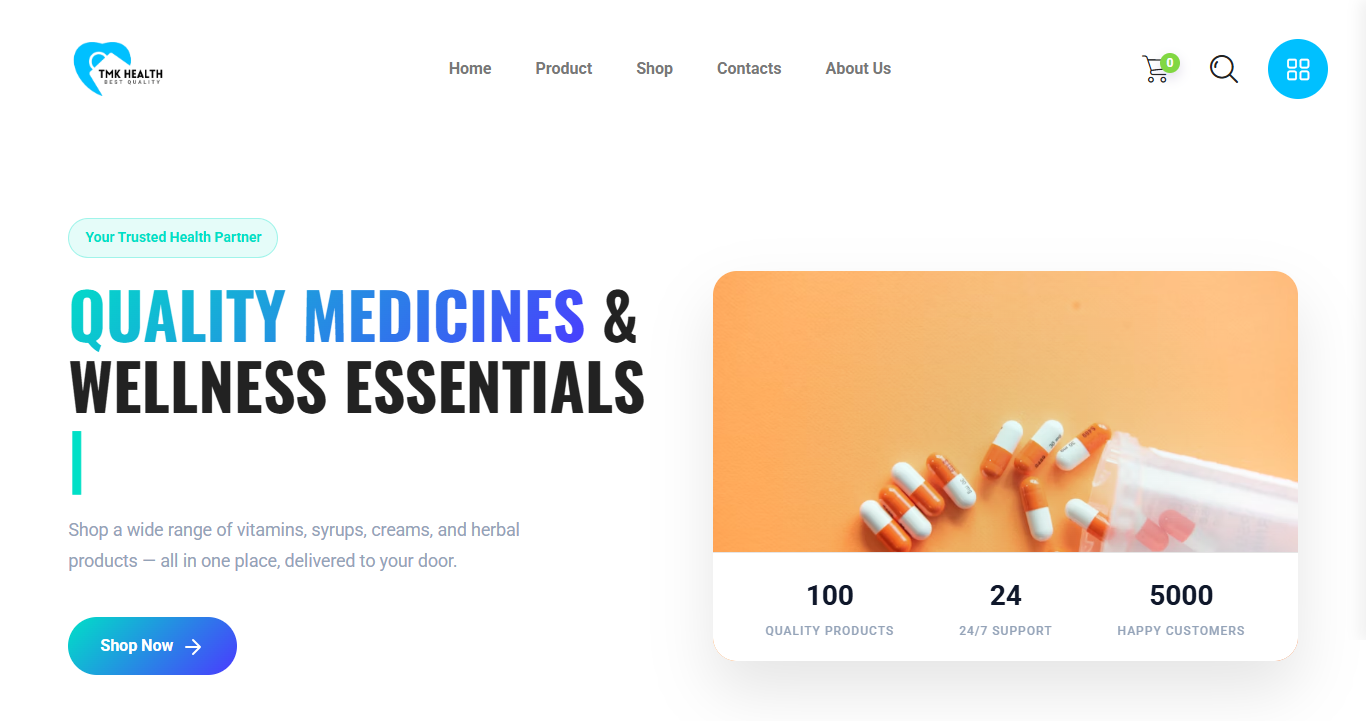 TMK HEALTH
BEST QUALITY
Home Product Shop Contacts About Us
0
Your Trusted Health Partner
QUALITY MEDICINES &
WELLNESS ESSENTIALS
Shop a wide range of vitamins, syrups, creams, and herbal
products — all in one place, delivered to your door.
Shop Now
100 24 5000
QUALITY PRODUCTS 24/7 SUPPORT HAPPY CUSTOMERS